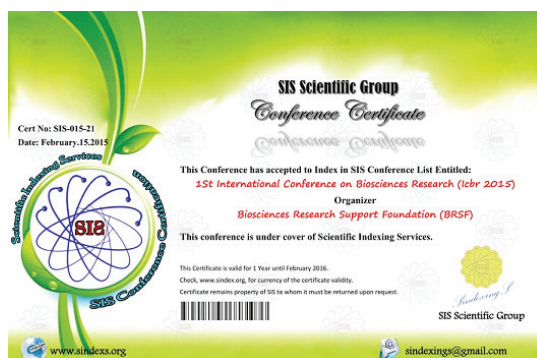 SIS Scientific Group
Conference Certificate
Cert No: SIS-015-21
Date: February.15.2015
This Conference has accepted to Index in SIS Conference List Entitled:
1St International Conference on Biosciences Research (Icbr 2015)
Organizer
Biosciences Research Support Foundation (BRSF)
This conference is under cover of Scientific Indexing Services.
Scientific Indexing Services
SIS
SIS Conference
This Certificate is valid for 1 Year until February 2016.
Check, www.sindex.org, for currency of the certificate validity.
Certificate remains property of SIS to whom it must be returned upon request.
Sindexing.S
SIS Scientific Group
www.sindexs.org
sindexings@gmail.com